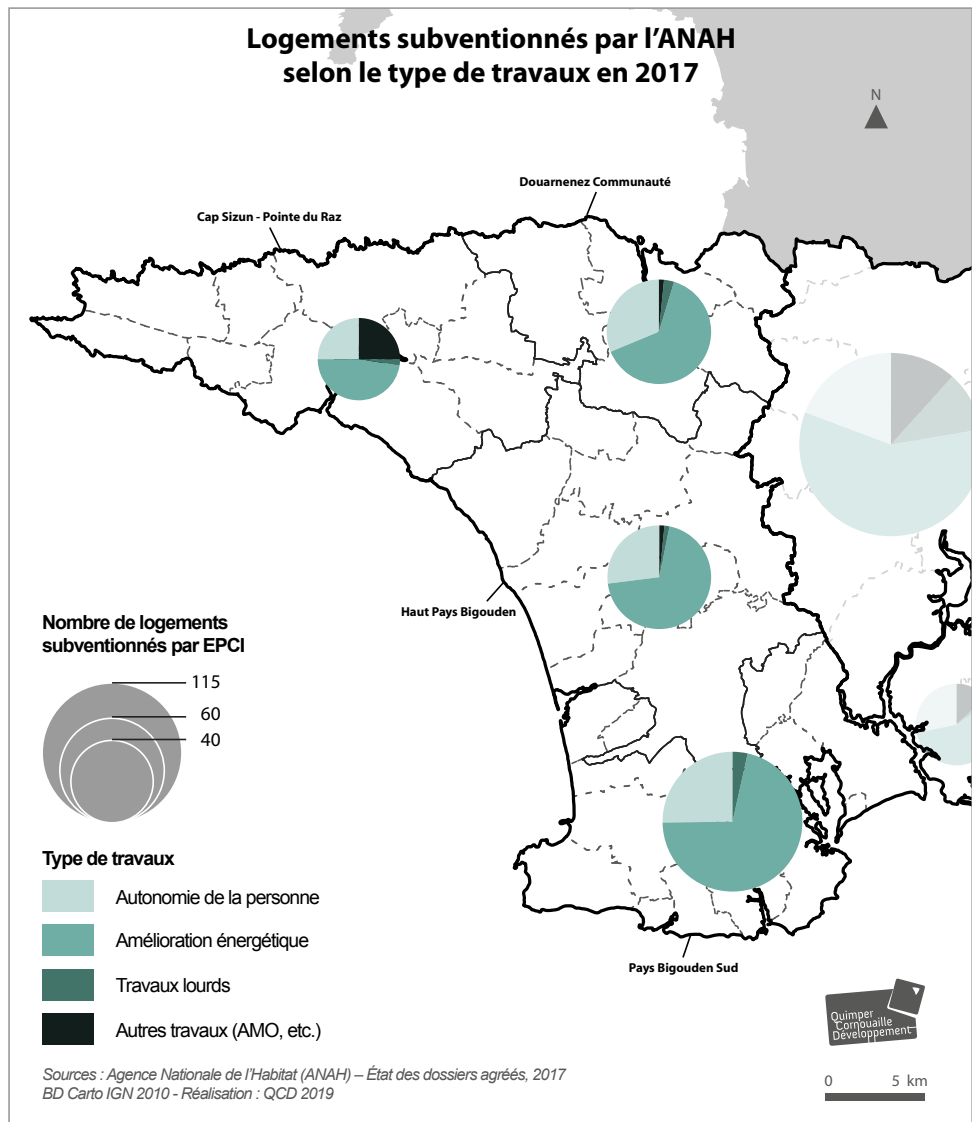 Logements subventionnés par l'ANAH
selon le type de travaux en 2017
N
Douarnenez Communauté
Cap Sizun - Pointe du Raz
Haut Pays Bigouden
Nombre de logements
subventionnés par EPCI
115
60
40
Type de travaux
Autonomie de la personne
Amélioration énergétique
Travaux lourds
Autres travaux (AMO, etc.)
Pays Bigouden Sud
Quimper
Cornouaille
Développement
Sources : Agence Nationale de l'Habitat (ANAH) – État des dossiers agréés, 2017
BD Carto IGN 2010 - Réalisation : QCD 2019
0 5 km